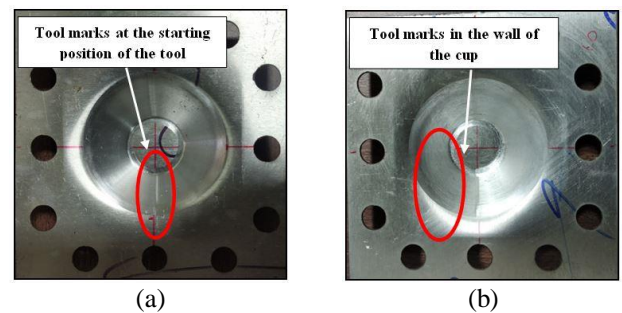 Tool marks at the starting
position of the tool
Tool marks in the wall of
the cup
(a)
(b)